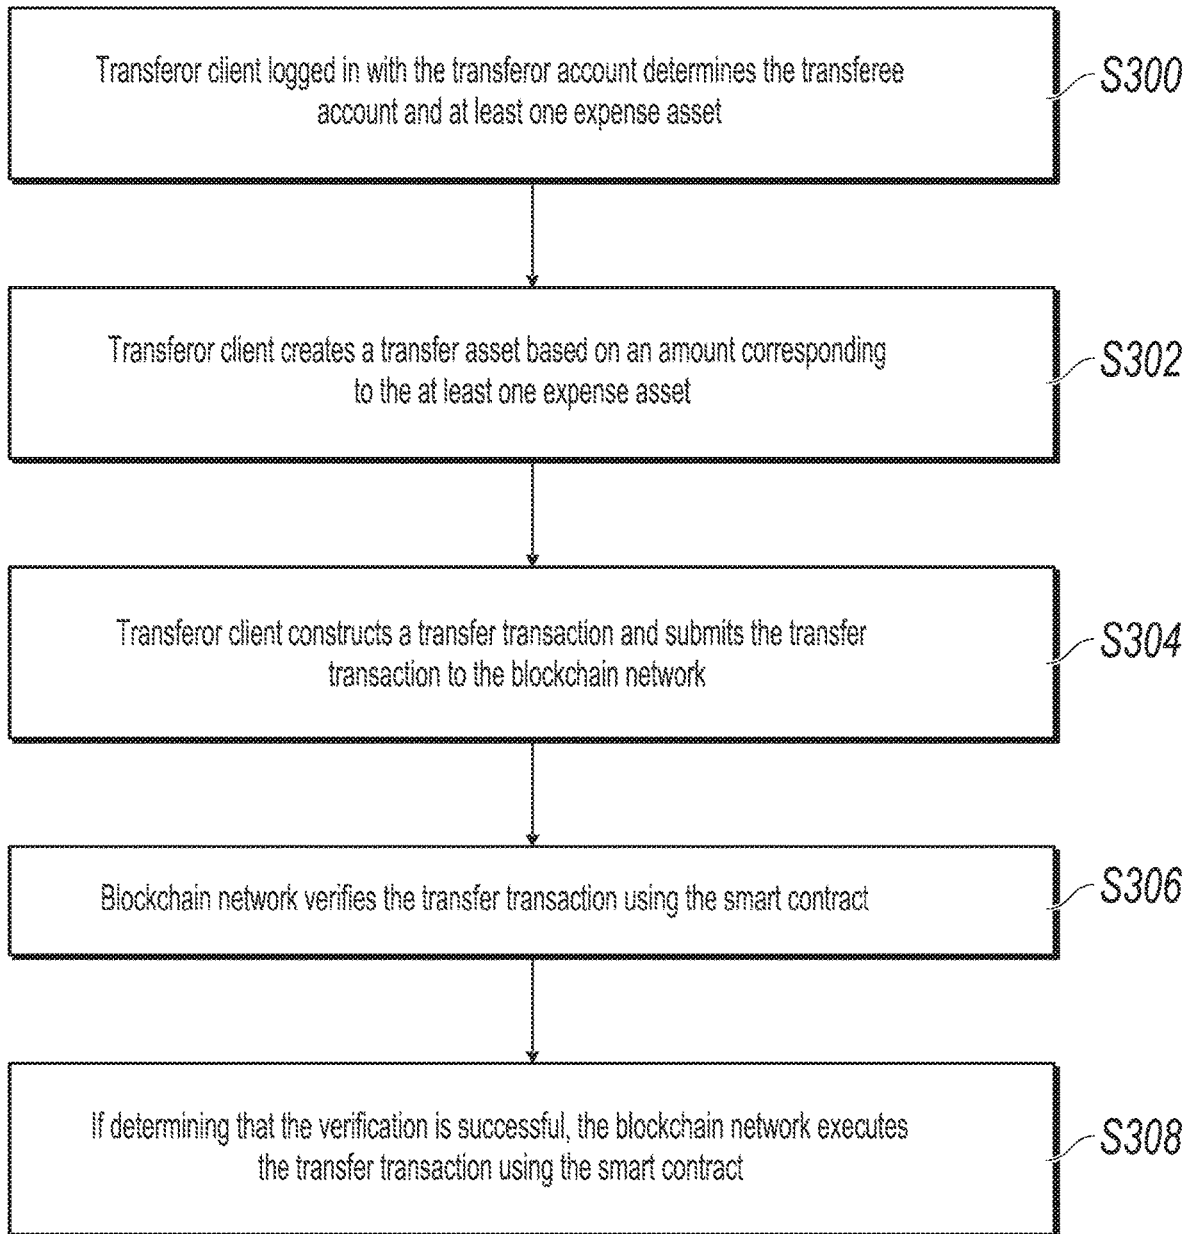 Transferor client logged in with the transferor account determines the transferee
account and at least one expense asset
S300
Transferor client creates a transfer asset based on an amount corresponding
to the at least one expense asset
S302
Transferor client constructs a transfer transaction and submits the transfer
transaction to the blockchain network
S304
Blockchain network verifies the transfer transaction using the smart contract
S306
If determining that the verification is successful, the blockchain network executes
the transfer transaction using the smart contract
S308